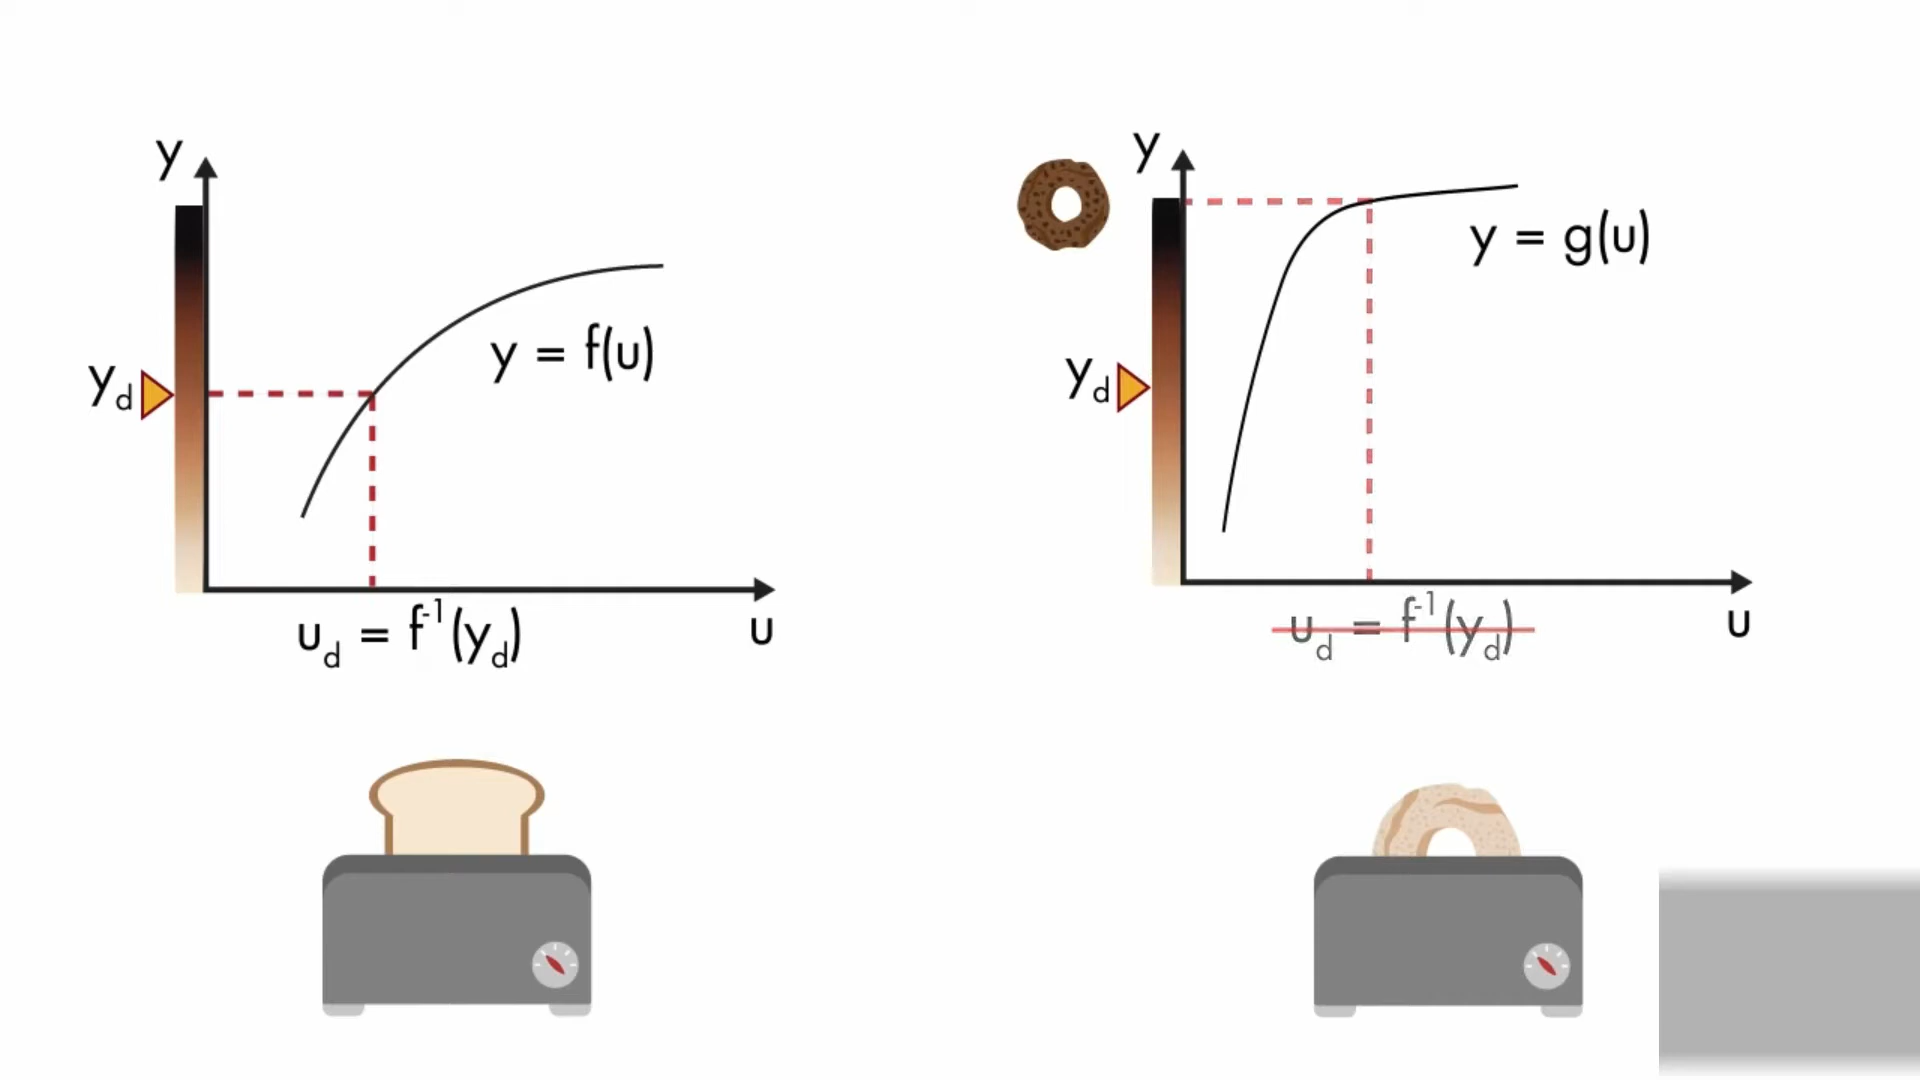 y
y = f(u)
y_d
u_d = f⁻¹(y_d)
u
y
y = g(u)
y_d
u_d = f⁻¹(y_d)
u